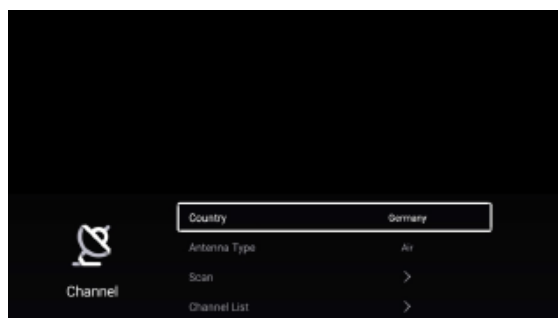 Country Germany
Antenna Type Air
Scan
Channel List
Channel